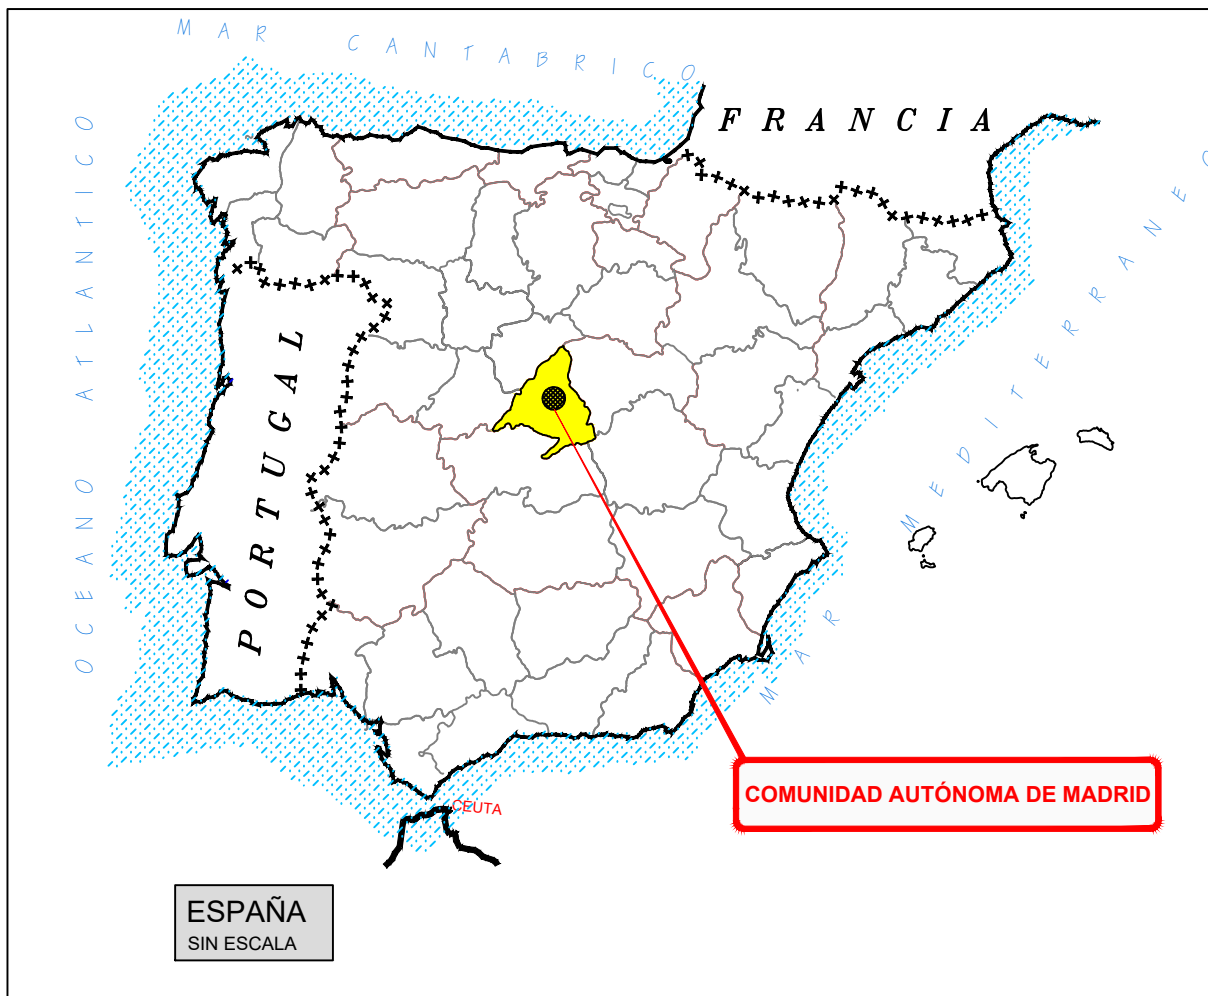 MAR CANTABRICO
FRANCIA
OCEANO ATLANTICO
PORTUGAL
MAR MEDITERRANEO
COMUNIDAD AUTÓNOMA DE MADRID
CEUTA
ESPAÑA
SIN ESCALA